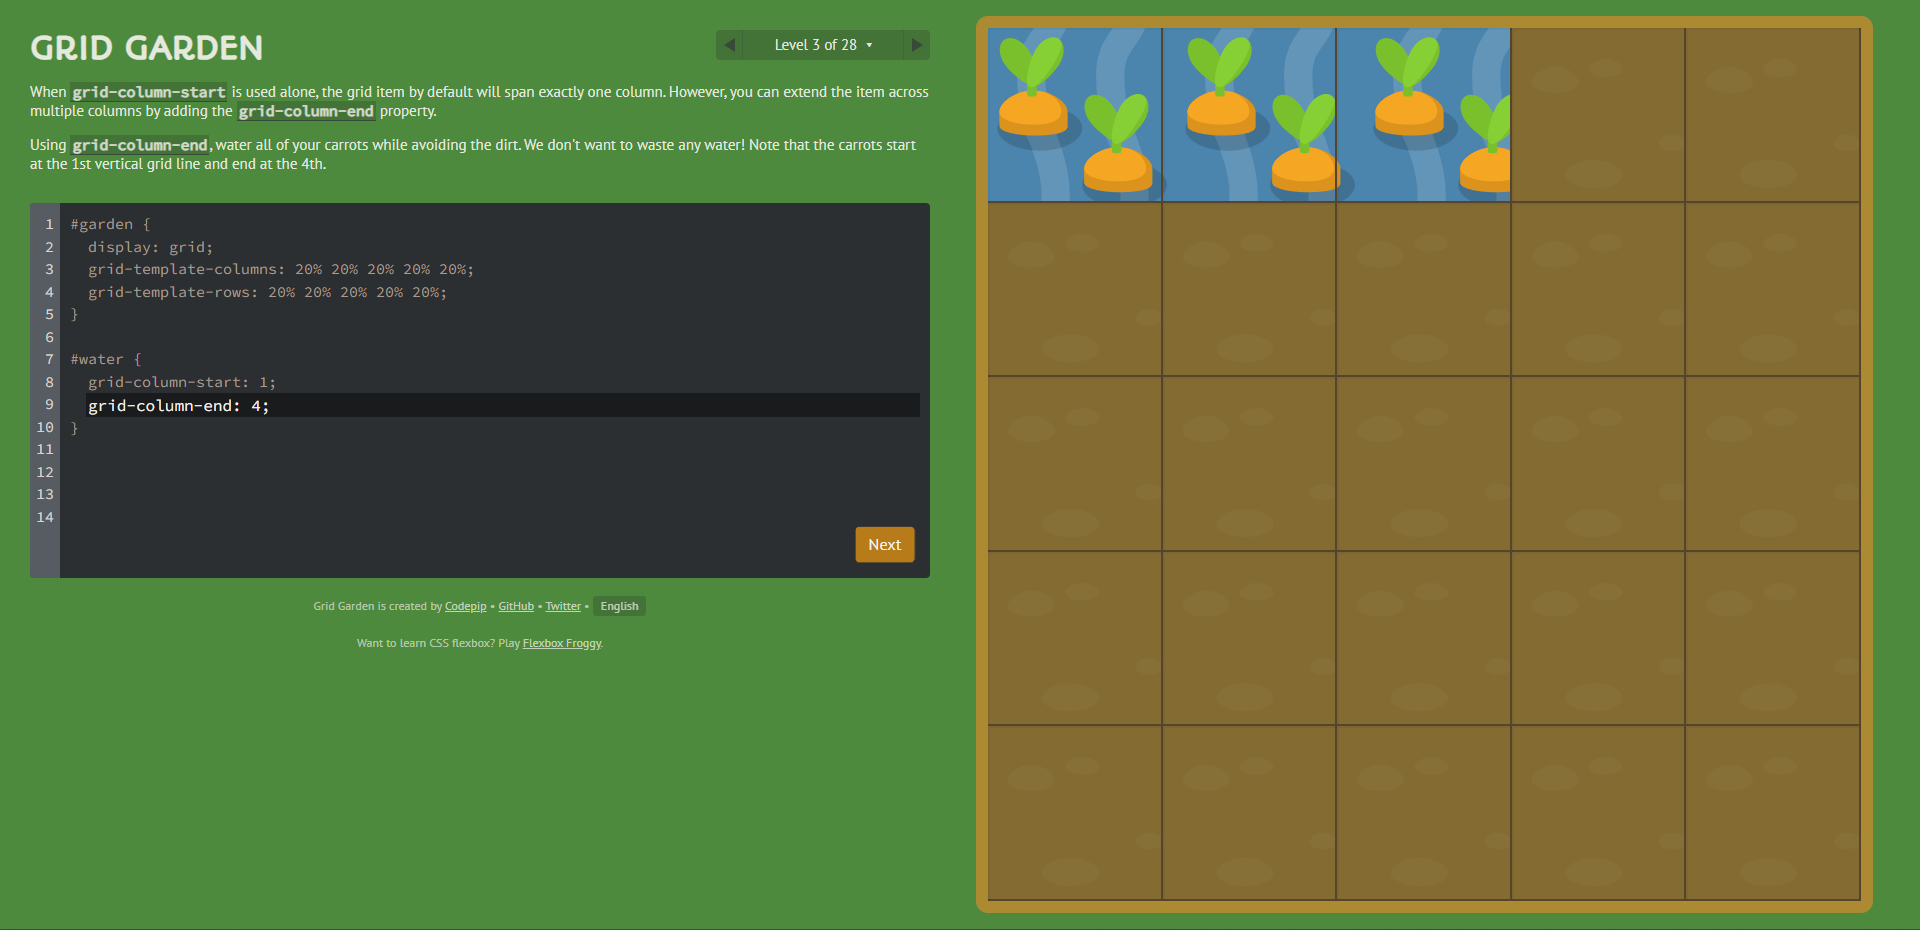 GRID GARDEN
◀ Level 3 of 28 ▾ ▶
When grid-column-start is used alone, the grid item by default will span exactly one column. However, you can extend the item across
multiple columns by adding the grid-column-end property.
Using grid-column-end, water all of your carrots while avoiding the dirt. We don't want to waste any water! Note that the carrots start
at the 1st vertical grid line and end at the 4th.
1 #garden {
2 display: grid;
3 grid-template-columns: 20% 20% 20% 20% 20%;
4 grid-template-rows: 20% 20% 20% 20% 20%;
5 }
6
7 #water {
8 grid-column-start: 1;
9 grid-column-end: 4;
10 }
11
12
13
14
Next
Grid Garden is created by Codepip • GitHub • Twitter • English
Want to learn CSS flexbox? Play Flexbox Froggy.